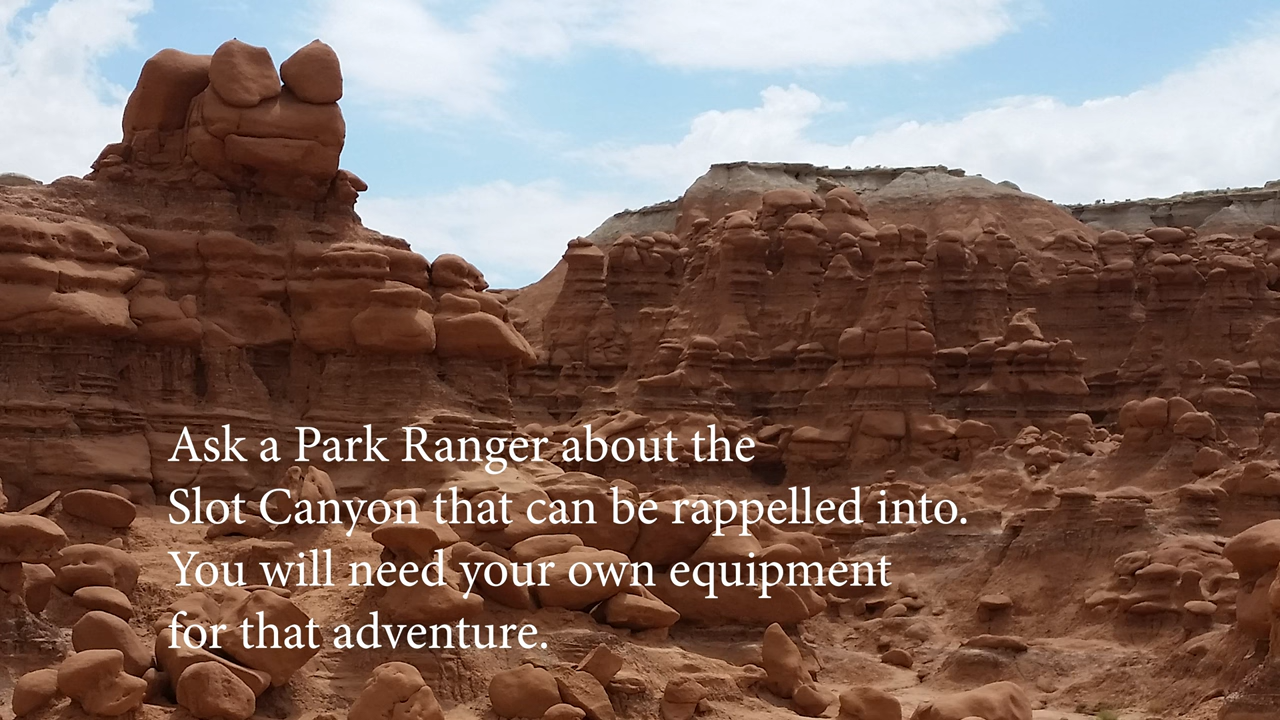 Ask a Park Ranger about the
Slot Canyon that can be rappelled into.
You will need your own equipment
for that adventure.